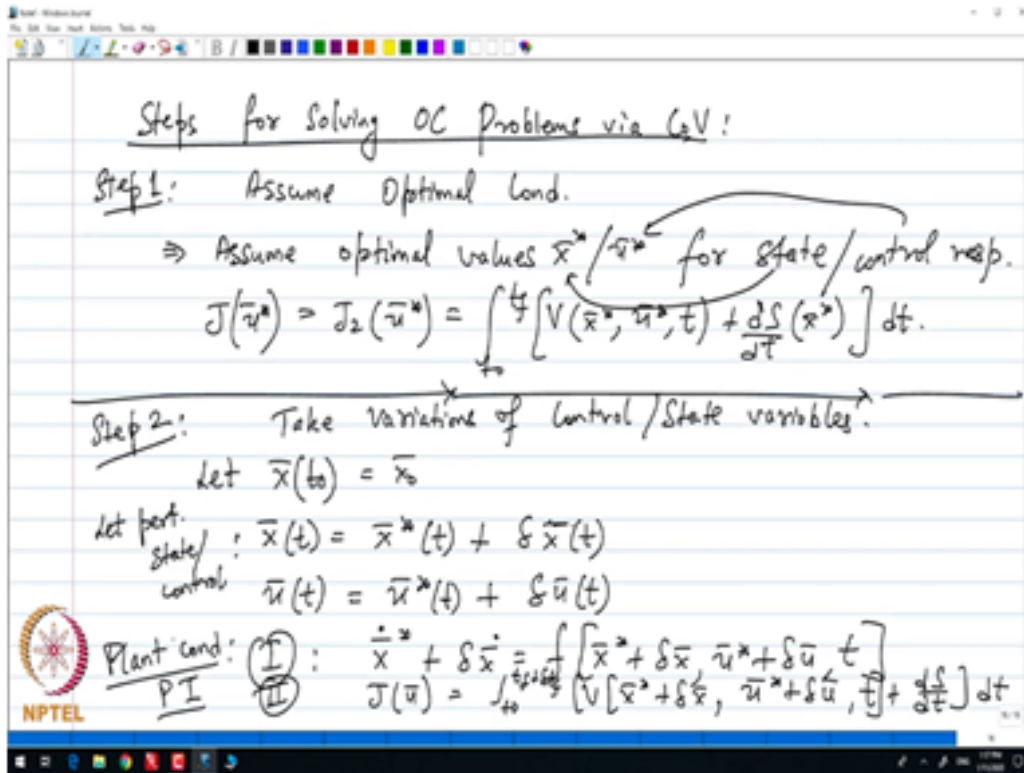 Steps for Solving OC Problems via CoV:
Step 1: Assume Optimal Cond.
⇒ Assume optimal values x̄*/ū* for state/control resp.
J(ū*) = J₂(ū*) = ∫_{t0}^{tf} [V(x̄*, ū*, t) + dS/dt (x̄*)] dt.
Step 2: Take variations of Control/State variables.
Let x̄(t0) = x̄0
Let pert. state/control : x̄(t) = x̄*(t) + δx̄(t)
ū(t) = ū*(t) + δū(t)
Plant cond: (I) : ẋ̄* + δẋ̄ = f[x̄* + δx̄, ū* + δū, t]
PI (II) J(ū) = ∫_{t0}^{tf+δtf} [V[x̄* + δx̄, ū* + δū, t] + dS/dt] dt
NPTEL